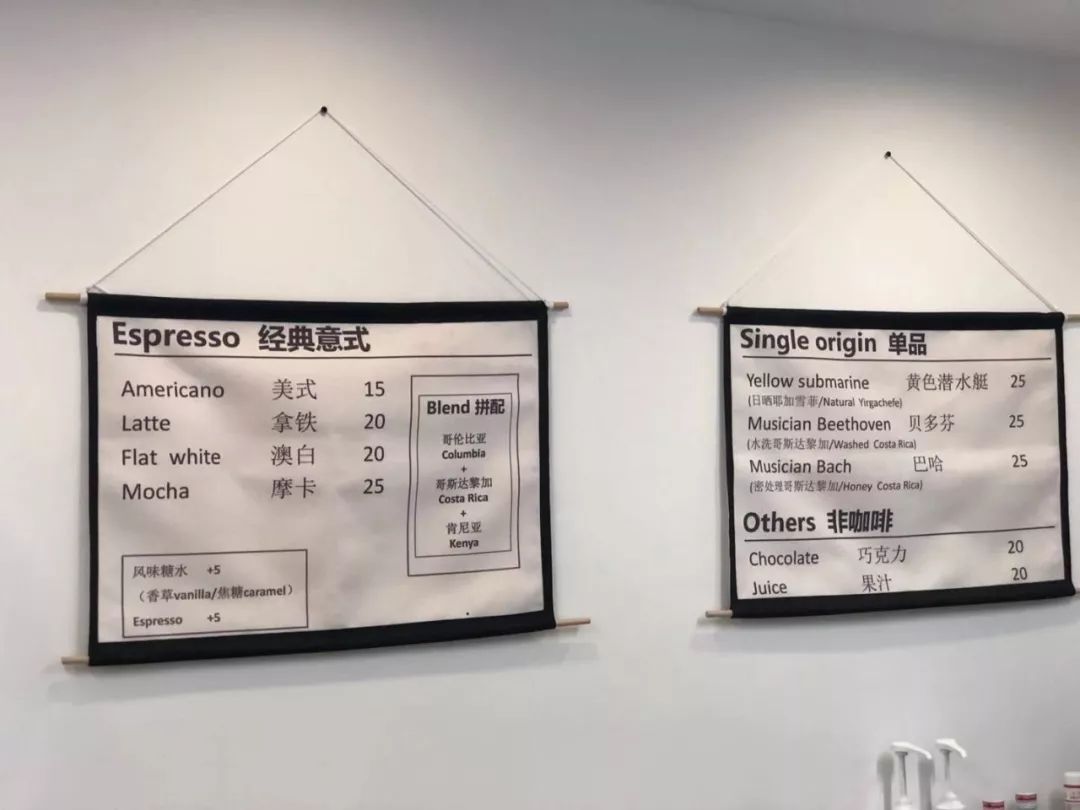 Espresso 经典意式
Americano 美式 15
Latte 拿铁 20
Flat white 澳白 20
Mocha 摩卡 25
Blend 拼配
哥伦比亚
Columbia
+
哥斯达黎加
Costa Rica
+
肯尼亚
Kenya
风味糖水 +5
（香草vanilla/焦糖caramel）
Espresso +5
Single origin 单品
Yellow submarine 黄色潜水艇 25
(日晒耶加雪菲/Natural Yirgachefe)
Musician Beethoven 贝多芬 25
(水洗哥斯达黎加/Washed Costa Rica)
Musician Bach 巴哈 25
(密处理哥斯达黎加/Honey Costa Rica)
Others 非咖啡
Chocolate 巧克力 20
Juice 果汁 20